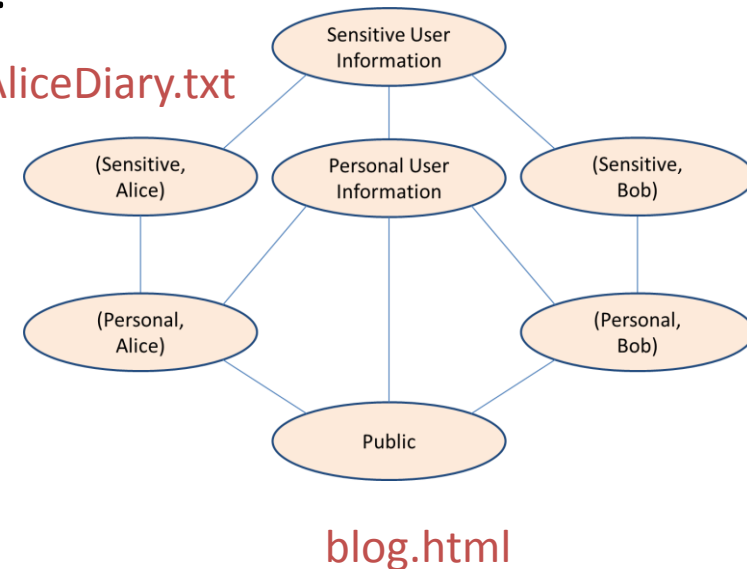 Sensitive User
Information
AliceDiary.txt
(Sensitive,
Alice)
Personal User
Information
(Sensitive,
Bob)
(Personal,
Alice)
(Personal,
Bob)
Public
blog.html